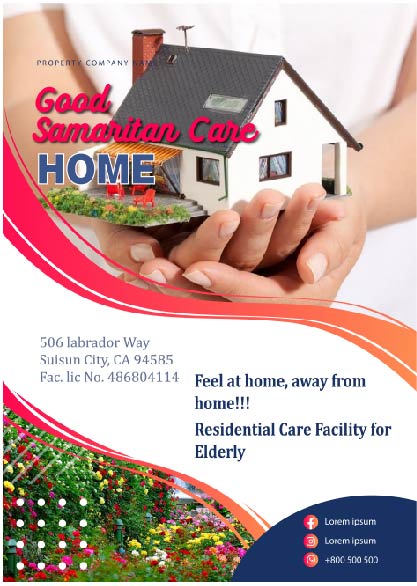 PROPERTY COMPANY NAME
Good
Samaritan Care
HOME
506 labrador Way
Suisun City, CA 94585
Fac. lic No. 486804114
Feel at home, away from
home!!!
Residential Care Facility for
Elderly
Lorem ipsum
Lorem ipsum
+800 500 500